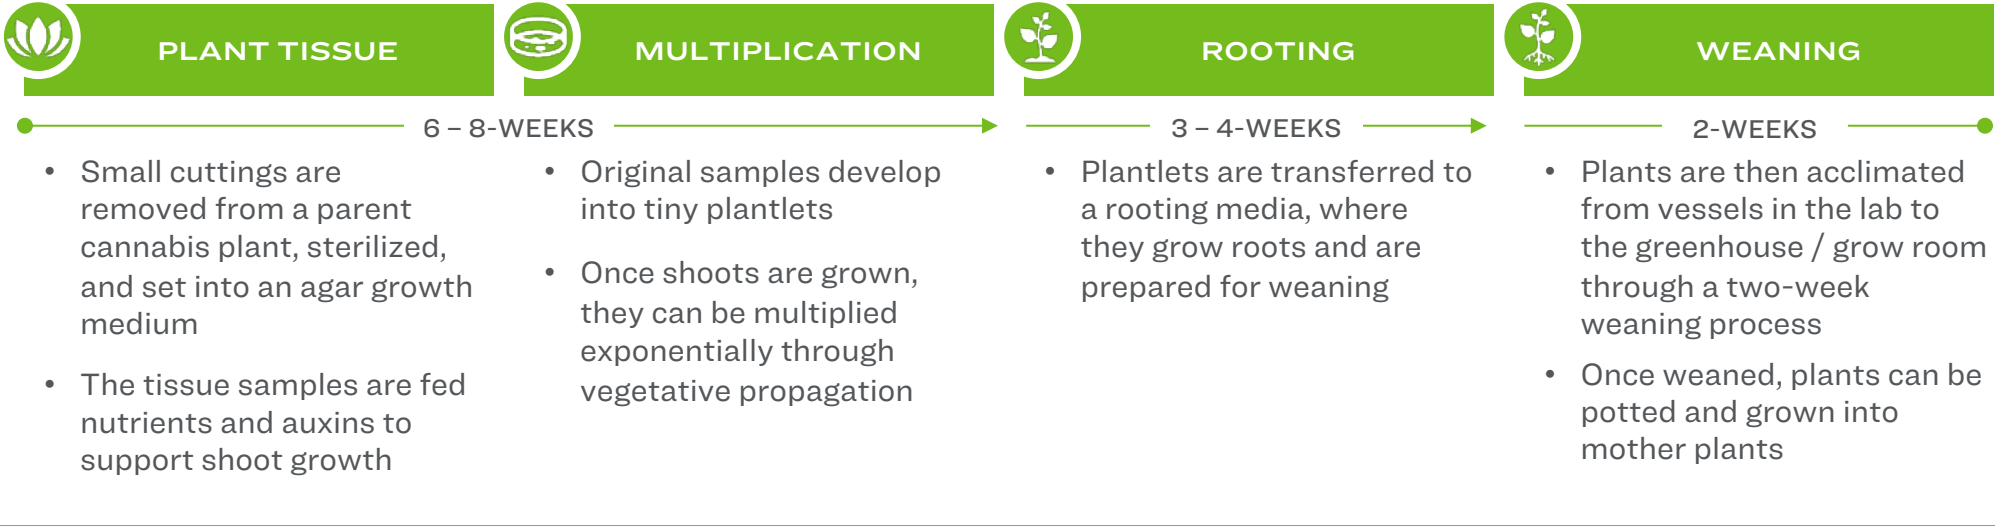 PLANT TISSUE
MULTIPLICATION
ROOTING
WEANING
6 – 8-WEEKS
3 – 4-WEEKS
2-WEEKS
• Small cuttings are
removed from a parent
cannabis plant, sterilized,
and set into an agar growth
medium
• The tissue samples are fed
nutrients and auxins to
support shoot growth
• Original samples develop
into tiny plantlets
• Once shoots are grown,
they can be multiplied
exponentially through
vegetative propagation
• Plantlets are transferred to
a rooting media, where
they grow roots and are
prepared for weaning
• Plants are then acclimated
from vessels in the lab to
the greenhouse / grow room
through a two-week
weaning process
• Once weaned, plants can be
potted and grown into
mother plants